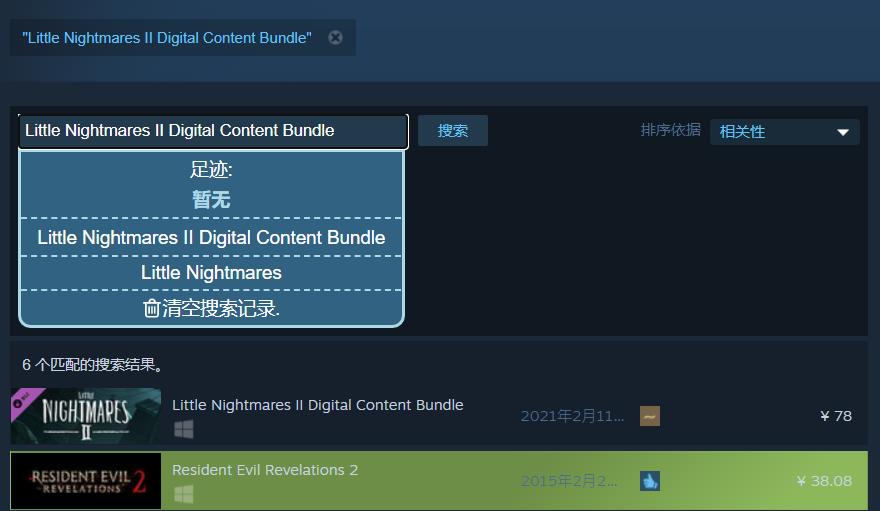 "Little Nightmares II Digital Content Bundle"
Little Nightmares II Digital Content Bundle
搜索
排序依据
相关性
足迹:
暂无
Little Nightmares II Digital Content Bundle
Little Nightmares
清空搜索记录.
6 个匹配的搜索结果。
LITTLE NIGHTMARES II
Little Nightmares II Digital Content Bundle
2021年2月11...
¥ 78
RESIDENT EVIL REVELATIONS 2
Resident Evil Revelations 2
2015年2月2...
¥ 38.08